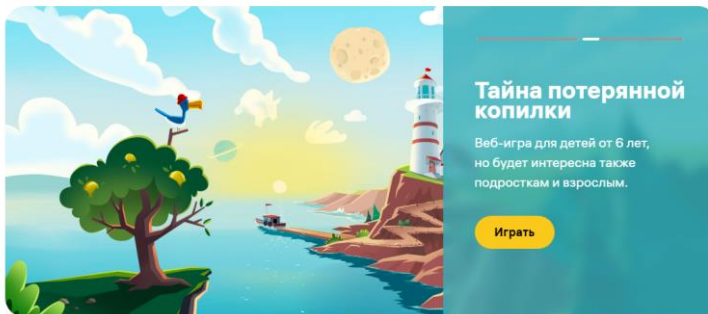 Тайна потерянной
копилки
Веб-игра для детей от 6 лет,
но будет интересна также
подросткам и взрослым.
Играть